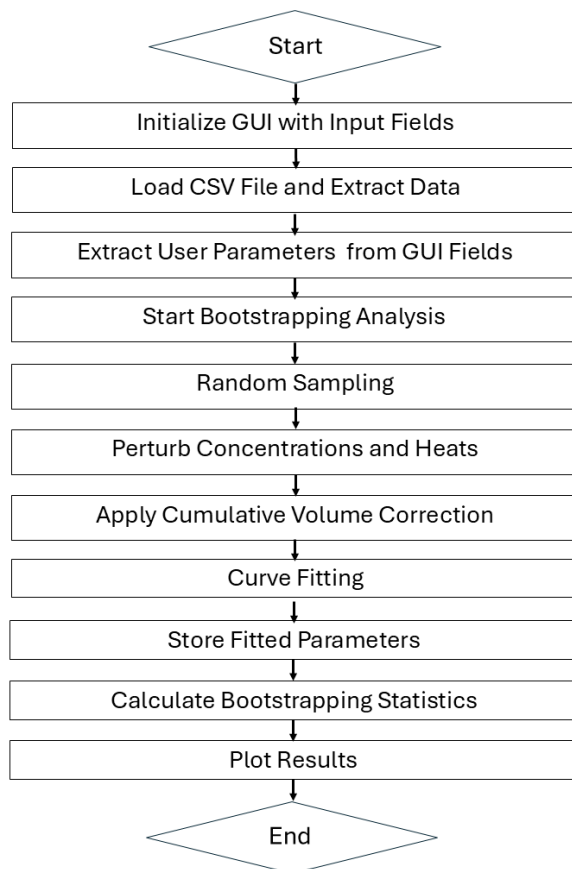 Start
Initialize GUI with Input Fields
Load CSV File and Extract Data
Extract User Parameters from GUI Fields
Start Bootstrapping Analysis
Random Sampling
Perturb Concentrations and Heats
Apply Cumulative Volume Correction
Curve Fitting
Store Fitted Parameters
Calculate Bootstrapping Statistics
Plot Results
End